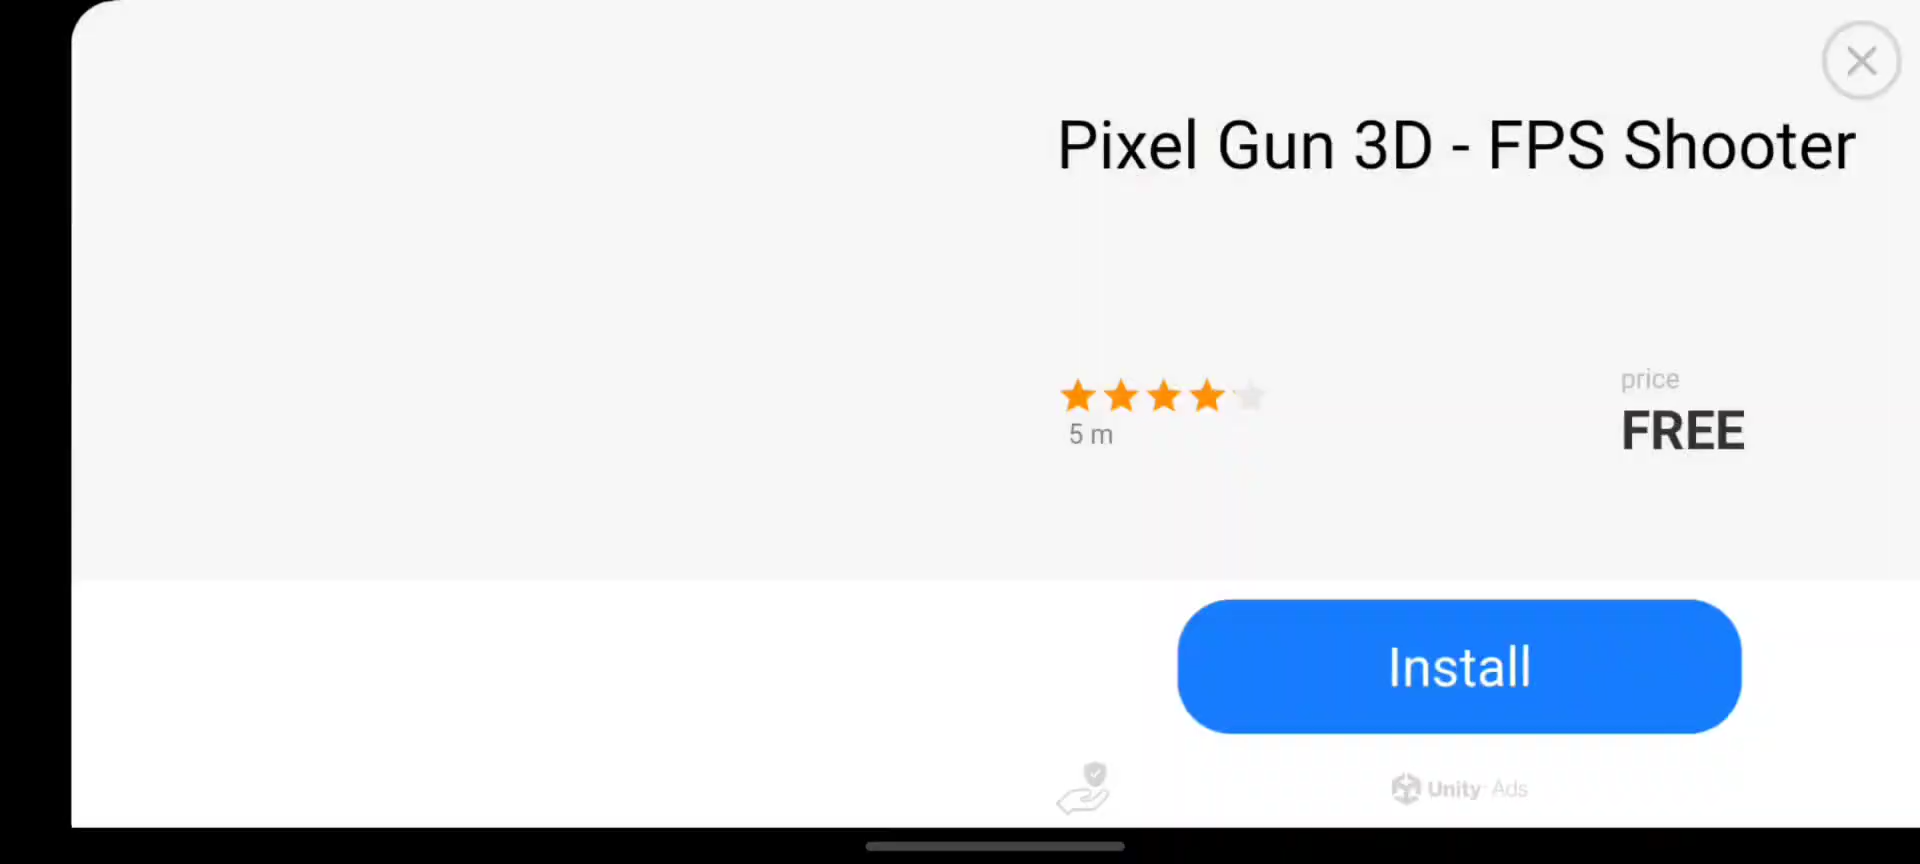 Pixel Gun 3D - FPS Shooter
5 m
price
FREE
Install
Unity Ads